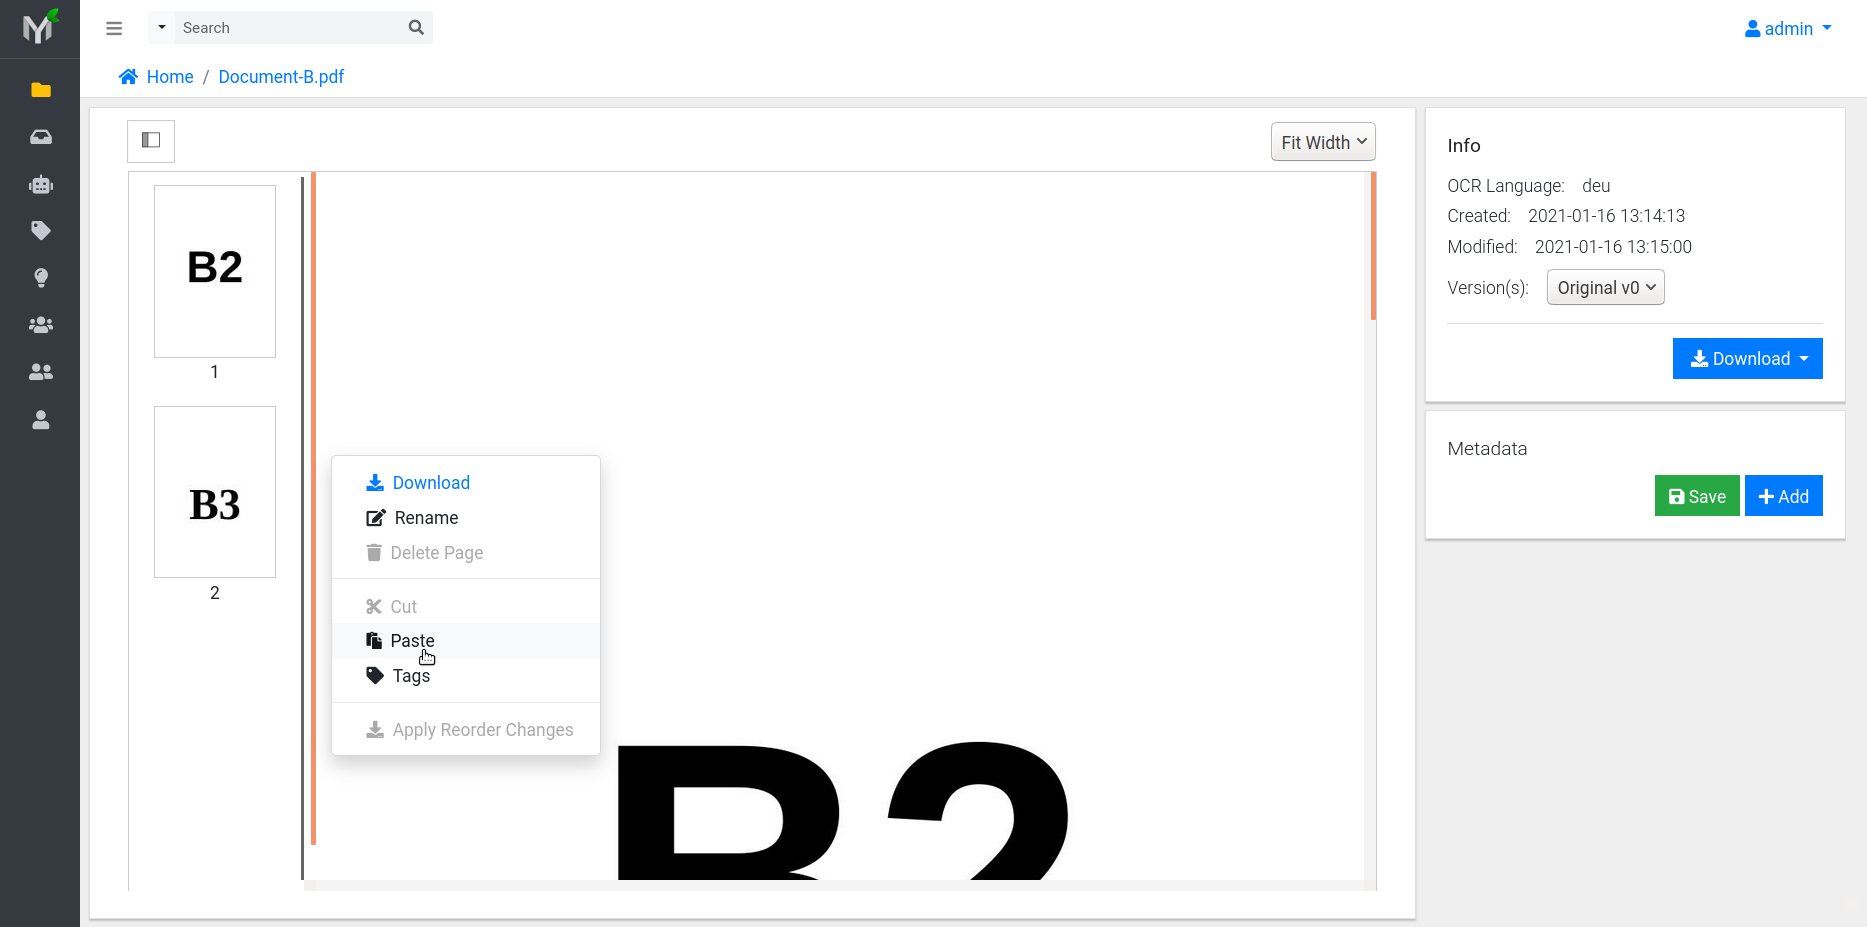 Search
admin
Home / Document-B.pdf
Fit Width
B2
1
B3
2
Download
Rename
Delete Page
Cut
Paste
Tags
Apply Reorder Changes
B2
Info
OCR Language: deu
Created: 2021-01-16 13:14:13
Modified: 2021-01-16 13:15:00
Version(s): Original v0
Download
Metadata
Save Add